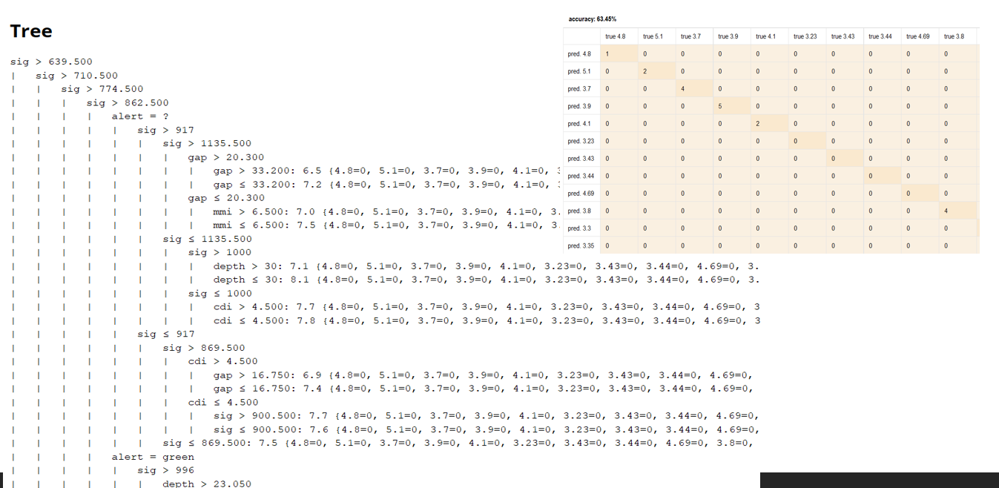 Tree
sig > 639.500
| sig > 710.500
| | sig > 774.500
| | | sig > 862.500
| | | | alert = ?
| | | | | sig > 917
| | | | | | sig > 1135.500
| | | | | | | gap > 20.300
| | | | | | | | gap > 33.200: 6.5 {4.8=0, 5.1=0, 3.7=0, 3.9=0, 4.1=0,
| | | | | | | | gap ≤ 33.200: 7.2 {4.8=0, 5.1=0, 3.7=0, 3.9=0, 4.1=0,
| | | | | | | gap ≤ 20.300
| | | | | | | | mmi > 6.500: 7.0 {4.8=0, 5.1=0, 3.7=0, 3.9=0, 4.1=0, 3.
| | | | | | | | mmi ≤ 6.500: 7.5 {4.8=0, 5.1=0, 3.7=0, 3.9=0, 4.1=0, 3.
| | | | | | sig ≤ 1135.500
| | | | | | | sig > 1000
| | | | | | | | depth > 30: 7.1 {4.8=0, 5.1=0, 3.7=0, 3.9=0, 4.1=0, 3.23=0, 3.43=0, 3.44=0, 4.69=0, 3.
| | | | | | | | depth ≤ 30: 8.1 {4.8=0, 5.1=0, 3.7=0, 3.9=0, 4.1=0, 3.23=0, 3.43=0, 3.44=0, 4.69=0, 3.
| | | | | | | sig ≤ 1000
| | | | | | | | cdi > 4.500: 7.7 {4.8=0, 5.1=0, 3.7=0, 3.9=0, 4.1=0, 3.23=0, 3.43=0, 3.44=0, 4.69=0, 3
| | | | | | | | cdi ≤ 4.500: 7.8 {4.8=0, 5.1=0, 3.7=0, 3.9=0, 4.1=0, 3.23=0, 3.43=0, 3.44=0, 4.69=0, 3
| | | | | sig ≤ 917
| | | | | | sig > 869.500
| | | | | | | cdi > 4.500
| | | | | | | | gap > 16.750: 6.9 {4.8=0, 5.1=0, 3.7=0, 3.9=0, 4.1=0, 3.23=0, 3.43=0, 3.44=0, 4.69=0,
| | | | | | | | gap ≤ 16.750: 7.4 {4.8=0, 5.1=0, 3.7=0, 3.9=0, 4.1=0, 3.23=0, 3.43=0, 3.44=0, 4.69=0,
| | | | | | | cdi ≤ 4.500
| | | | | | | | sig > 900.500: 7.7 {4.8=0, 5.1=0, 3.7=0, 3.9=0, 4.1=0, 3.23=0, 3.43=0, 3.44=0, 4.69=0,
| | | | | | | | sig ≤ 900.500: 7.6 {4.8=0, 5.1=0, 3.7=0, 3.9=0, 4.1=0, 3.23=0, 3.43=0, 3.44=0, 4.69=0,
| | | | | | sig ≤ 869.500: 7.5 {4.8=0, 5.1=0, 3.7=0, 3.9=0, 4.1=0, 3.23=0, 3.43=0, 3.44=0, 4.69=0, 3.8=0,
| | | | alert = green
| | | | | sig > 996
| | | | | | depth > 23.050
accuracy: 63.45%
true 4.8 true 5.1 true 3.7 true 3.9 true 4.1 true 3.23 true 3.43 true 3.44 true 4.69 true 3.8
pred. 4.8 1 0 0 0 0 0 0 0 0 0
pred. 5.1 0 2 0 0 0 0 0 0 0 0
pred. 3.7 0 0 4 0 0 0 0 0 0 0
pred. 3.9 0 0 0 5 0 0 0 0 0 0
pred. 4.1 0 0 0 0 2 0 0 0 0 0
pred. 3.23 0 0 0 0 0 0 0 0 0 0
pred. 3.43 0 0 0 0 0 0 0 0 0 0
pred. 3.44 0 0 0 0 0 0 0 0 0 0
pred. 4.69 0 0 0 0 0 0 0 0 0 0
pred. 3.8 0 0 0 0 0 0 0 0 0 4
pred. 3.3 0 0 0 0 0 0 0 0 0 0
pred. 3.35 0 0 0 0 0 0 0 0 0 0